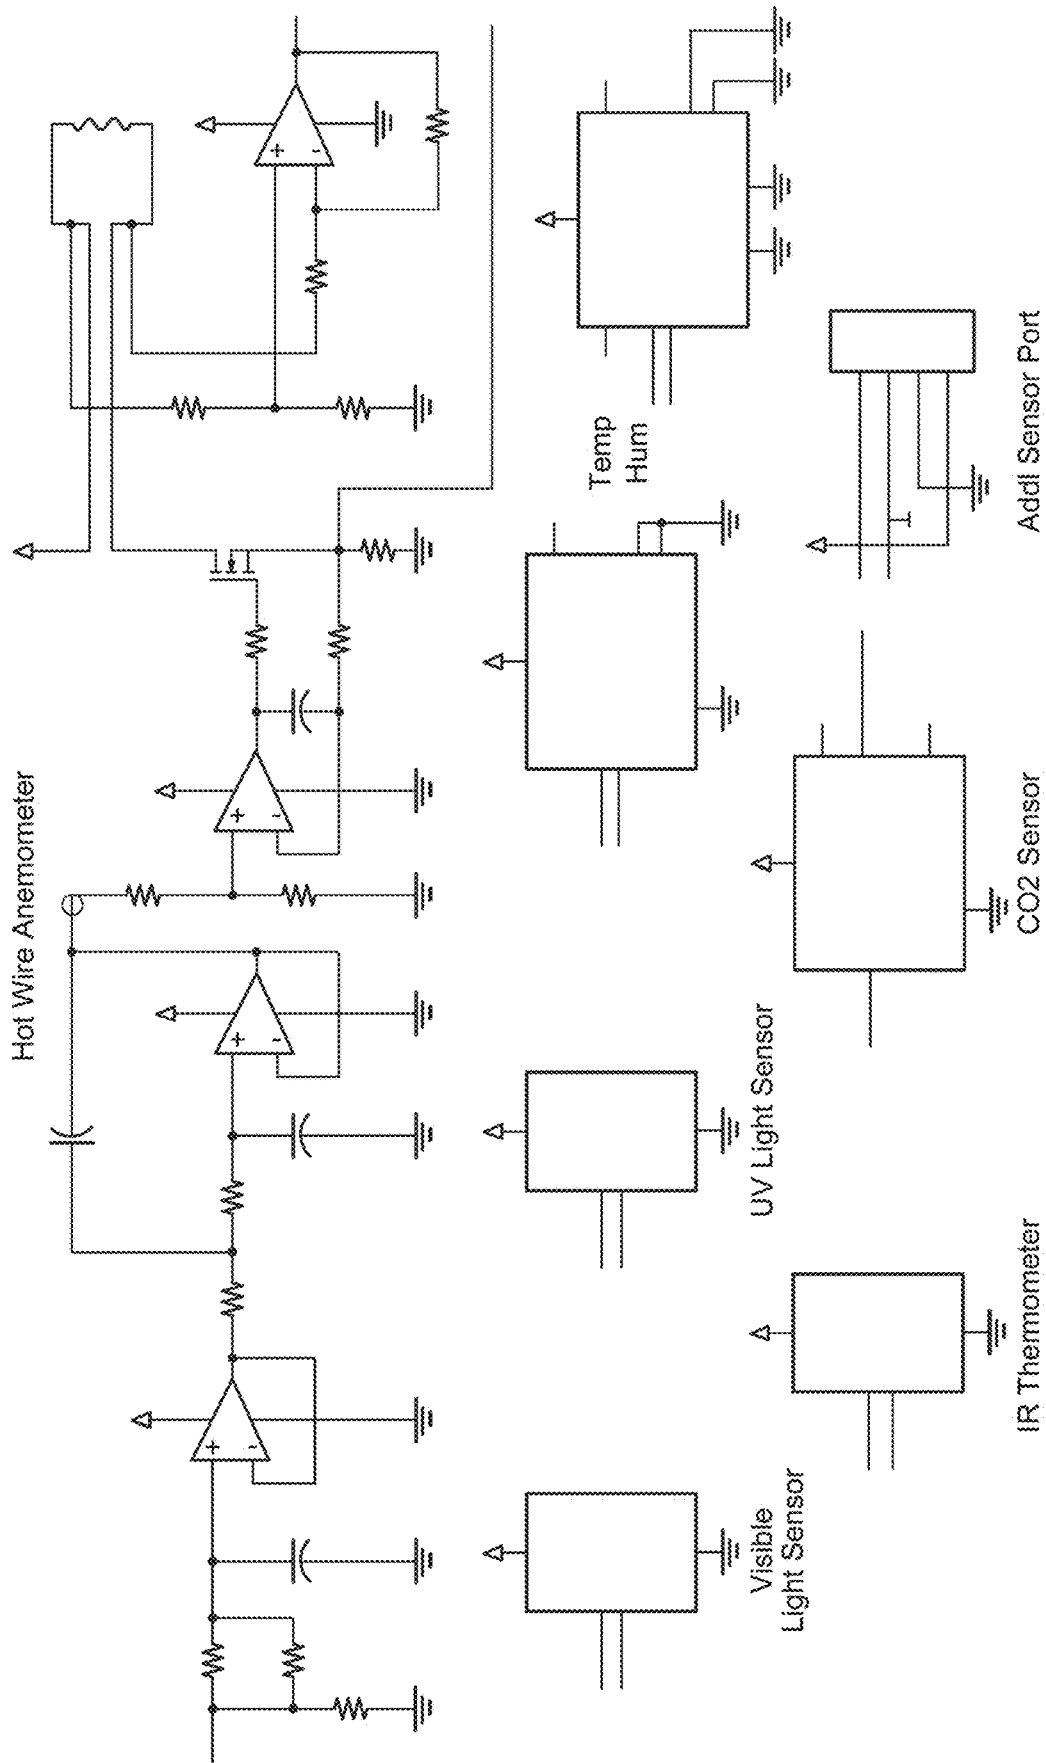 Hot Wire Anemometer
+
-
+
-
+
-
+
-
Visible
Light Sensor
UV Light Sensor
Temp
Hum
IR Thermometer
CO2 Sensor
Addl Sensor Port